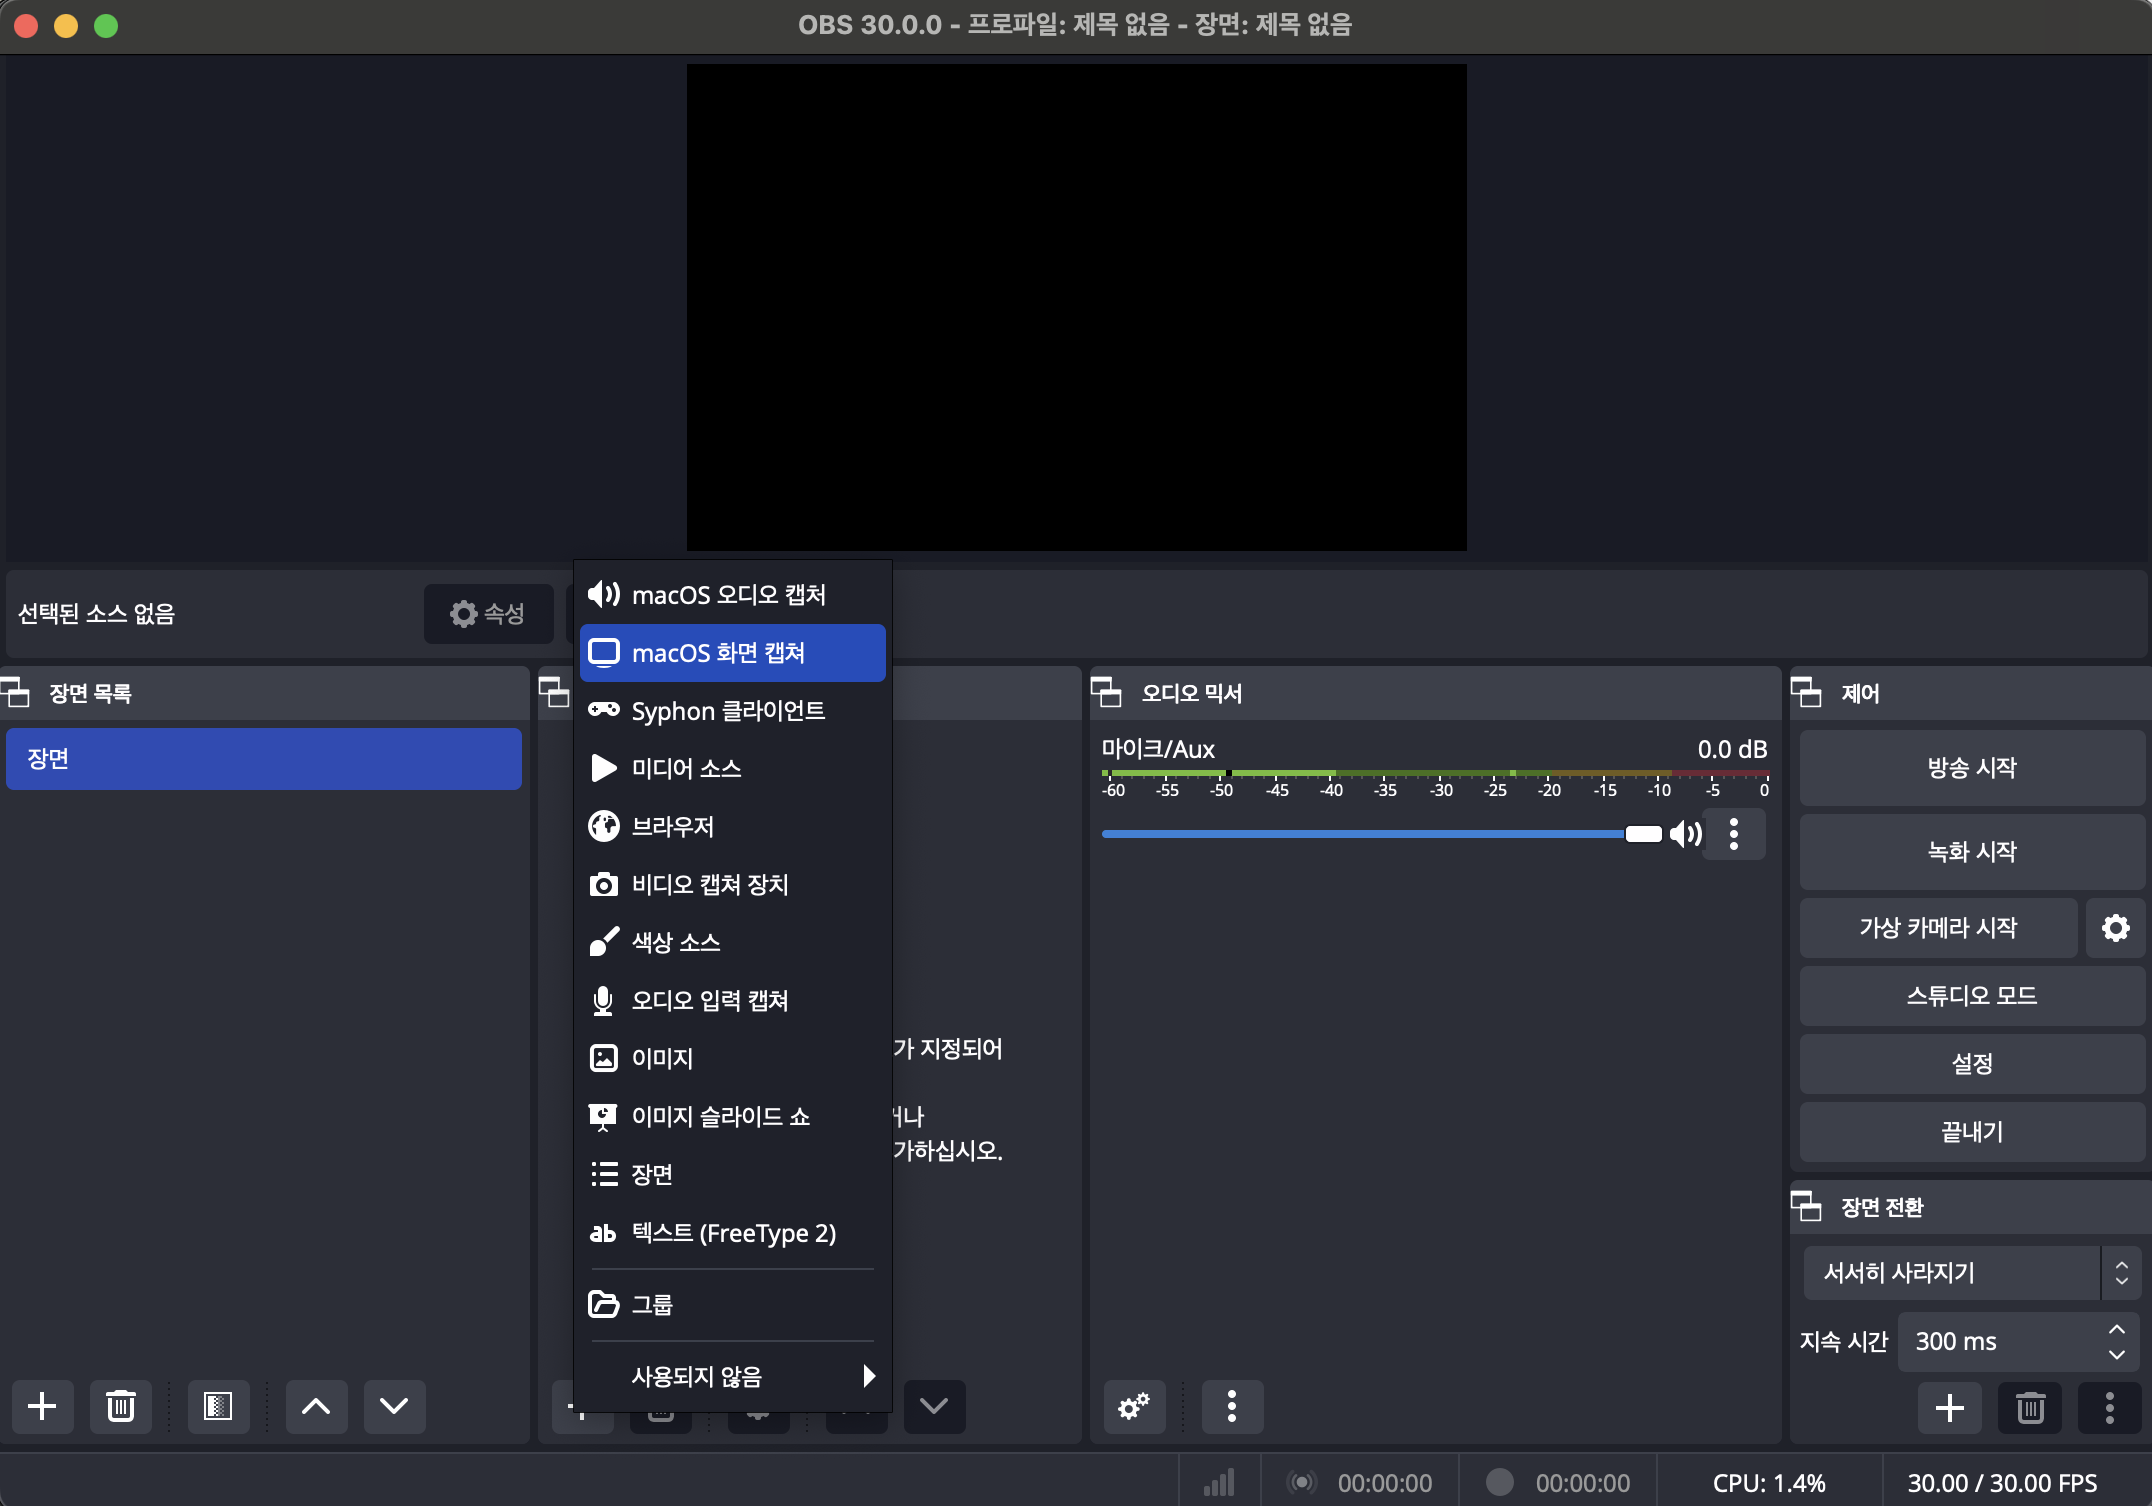 OBS 30.0.0 - 프로파일: 제목 없음 - 장면: 제목 없음
선택된 소스 없음
속성
macOS 오디오 캡처
macOS 화면 캡쳐
Syphon 클라이언트
미디어 소스
브라우저
비디오 캡쳐 장치
색상 소스
오디오 입력 캡쳐
이미지
이미지 슬라이드 쇼
장면
ab 텍스트 (FreeType 2)
그룹
사용되지 않음
장면 목록
장면
가 지정되어
거나
가하십시오.
오디오 믹서
마이크/Aux 0.0 dB
-60 -55 -50 -45 -40 -35 -30 -25 -20 -15 -10 -5 0
제어
방송 시작
녹화 시작
가상 카메라 시작
스튜디오 모드
설정
끝내기
장면 전환
서서히 사라지기
지속 시간 300 ms
00:00:00 00:00:00 CPU: 1.4% 30.00 / 30.00 FPS